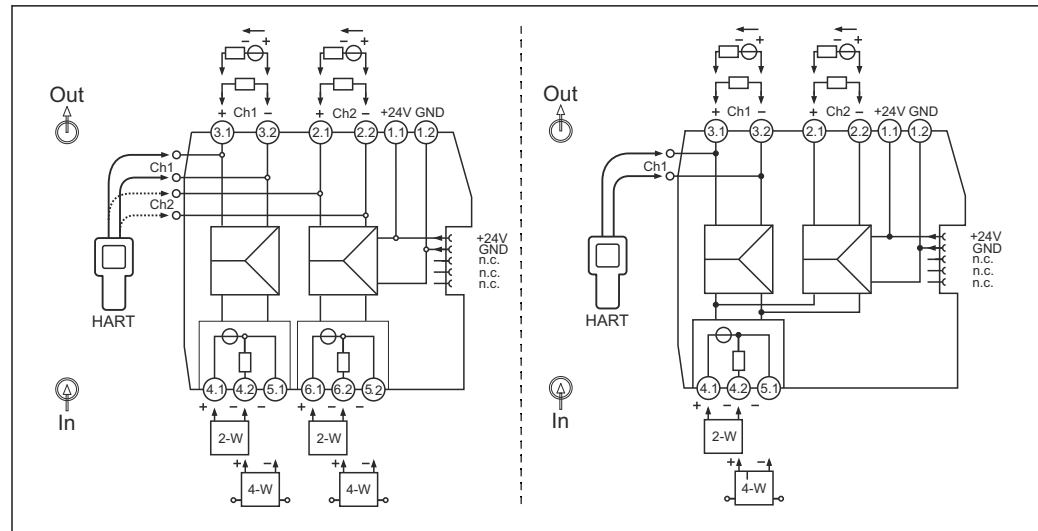 − + − +
Out
+ Ch1 − + Ch2 − +24V GND
3.1 3.2 2.1 2.2 1.1 1.2
Ch1
Ch2
+24V
GND
n.c.
n.c.
n.c.
HART
4.1 4.2 5.1 6.1 6.2 5.2
+ − − + − −
In
2-W 2-W
+ − + −
4-W 4-W
− + − +
Out
+ Ch1 − + Ch2 − +24V GND
3.1 3.2 2.1 2.2 1.1 1.2
Ch1
+24V
GND
n.c.
n.c.
n.c.
HART
4.1 4.2 5.1
+ − −
In
2-W
+ −
4-W